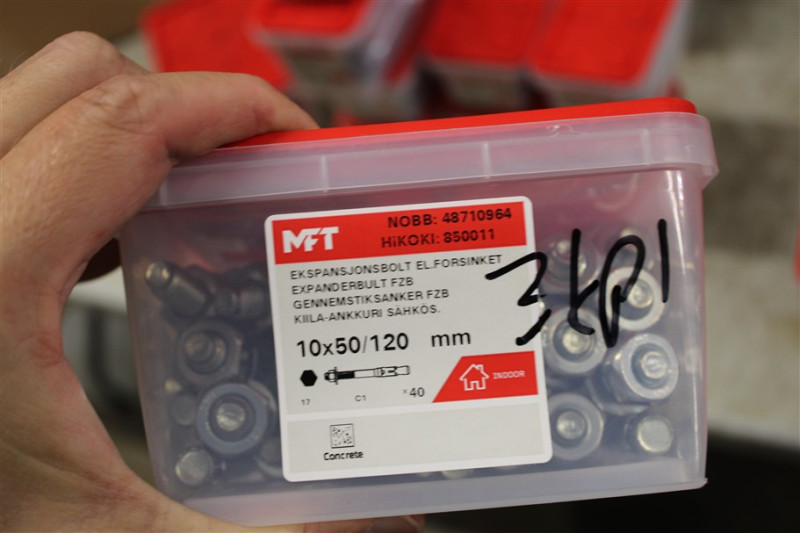 MFT
NOBB: 48710964
HiKOKI: 850011
EKSPANSJONSBOLT EL.FORSINKET
EXPANDERBULT FZB
GENNEMSTIKSANKER FZB
KIILA-ANKKURI SÄHKÖS.
10x50/120 mm
17
C1
x40
INDOOR
Concrete